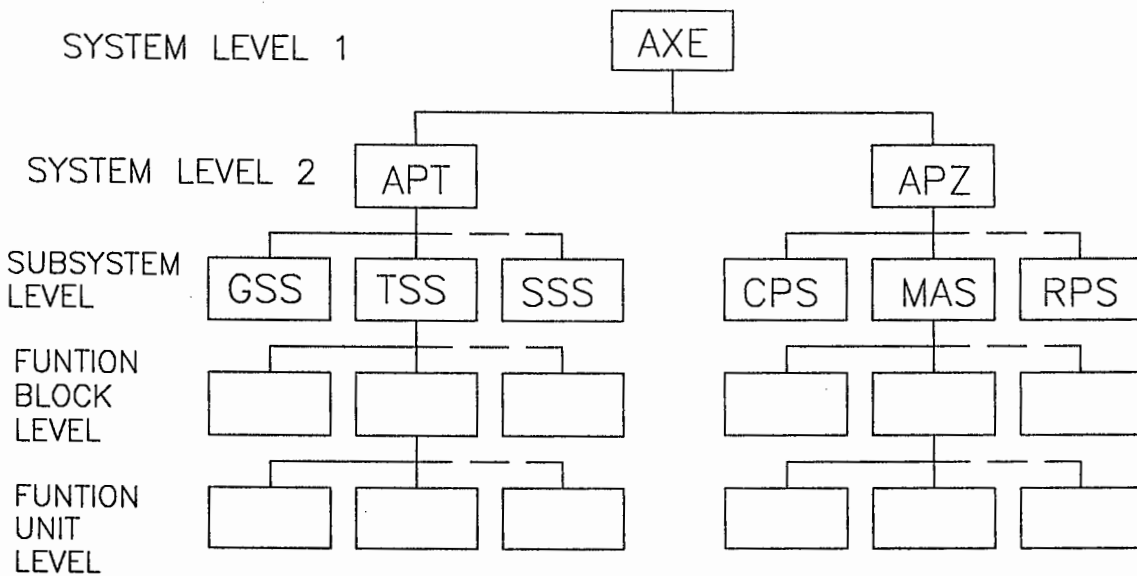 SYSTEM LEVEL 1
AXE
SYSTEM LEVEL 2
APT
APZ
SUBSYSTEM
LEVEL
GSS
TSS
SSS
CPS
MAS
RPS
FUNTION
BLOCK
LEVEL
FUNTION
UNIT
LEVEL